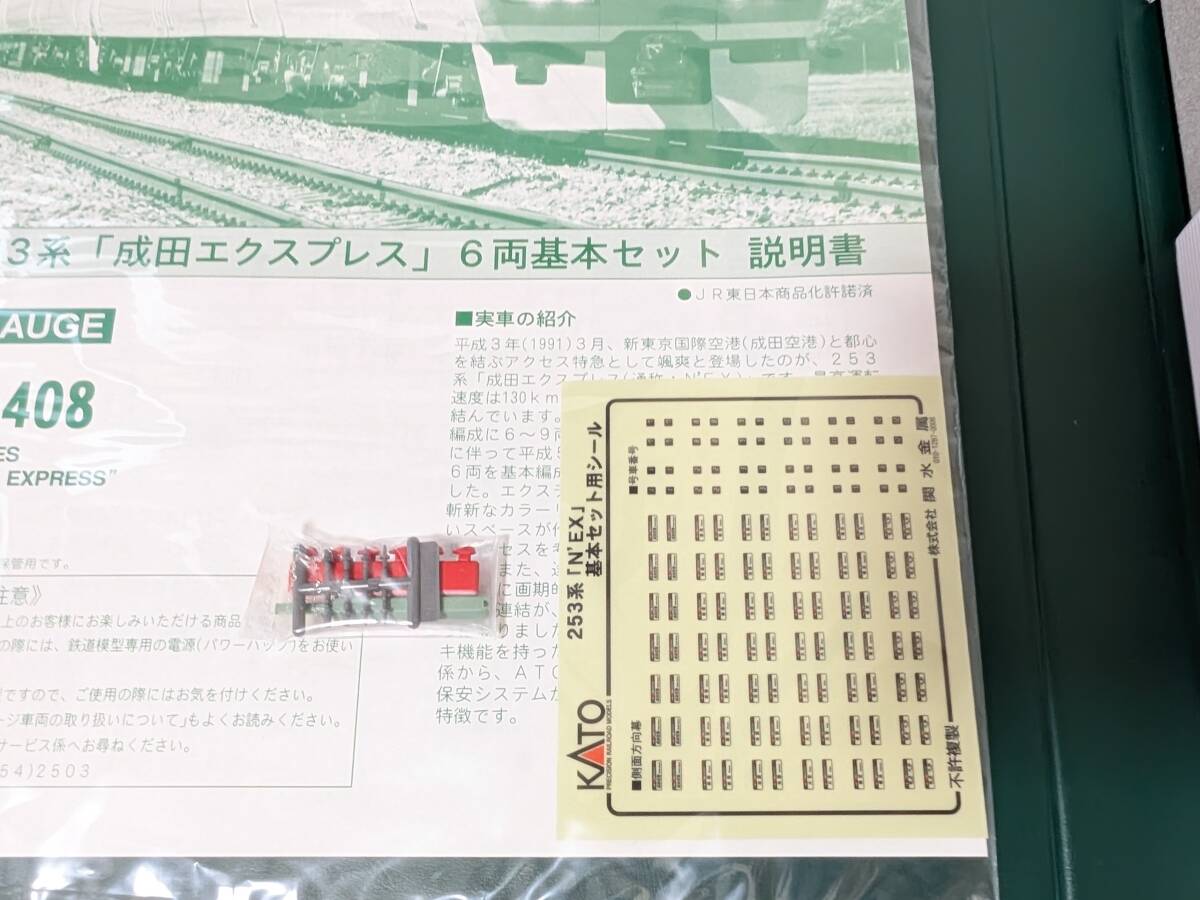 3系「成田エクスプレス」6両基本セット 説明書
●JR東日本商品化許諾済
AUGE
408
ES
EXPRESS"
保管用です。
注意》
上のお客様にお楽しみいただける商品
の際には、鉄道模型専用の電源(パワーパック)をお使い
ですので、ご使用の際にはお気を付けください。
ージ車両の取り扱いについて」もよくお読みください。
サービス係へお尋ねください。
54)2503
■実車の紹介
平成3年(1991)3月、新東京国際空港(成田空港)と都心
を結ぶアクセス特急として颯爽と登場したのが、253
系「成田エクスプレス(通称:N'EX)」です。最高運転
速度は130km
結んでいます。
編成に6〜9両
に伴って平成5
6両を基本編成
した。エクステ
斬新なカラーリ
いスペースが
セスを
また、
に画期的
連結が、
りました
キ機能を持った
係から、ATC
保安システムが
特徴です。
253系「N'EX」
基本セット用シール
KATO
PRECISION RAILROAD MODELS
■号車番号
■側面方向幕
株式会社 関水金属
不許複製